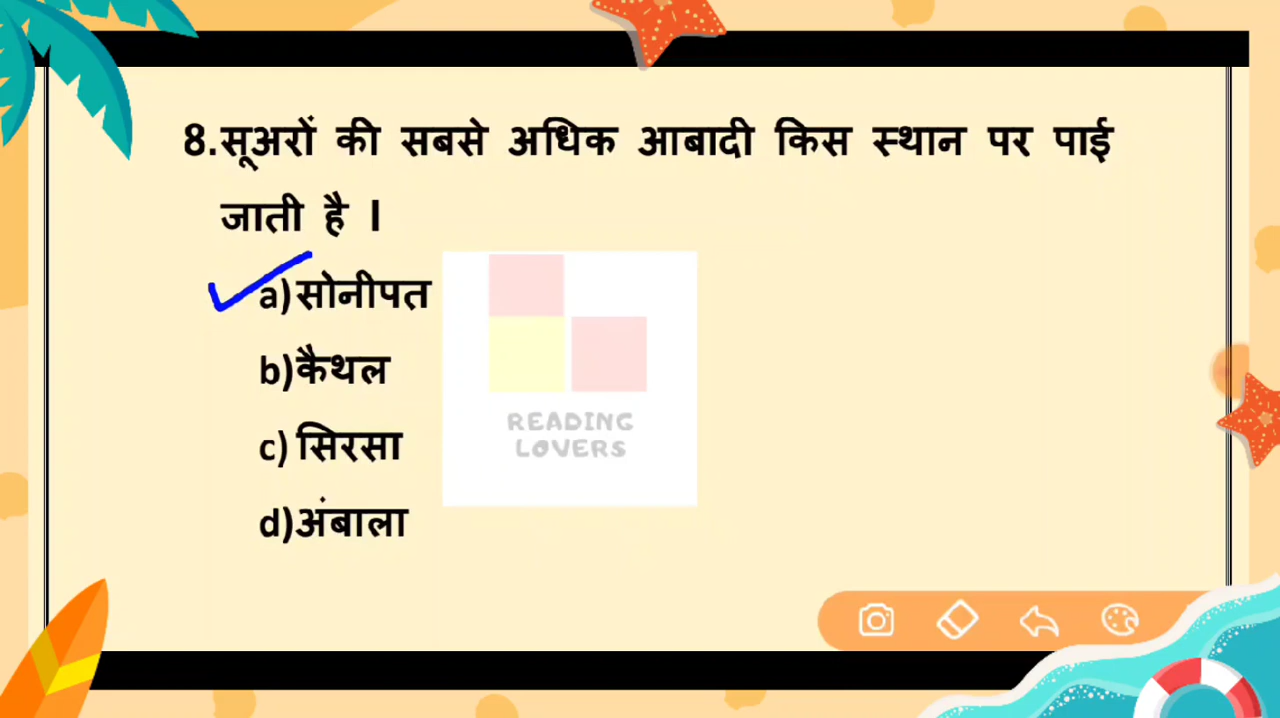 8.सूअरों की सबसे अधिक आबादी किस स्थान पर पाई
जाती है l
a)सोनीपत
b)कैथल
c) सिरसा
d)अंबाला
READING
LOVERS